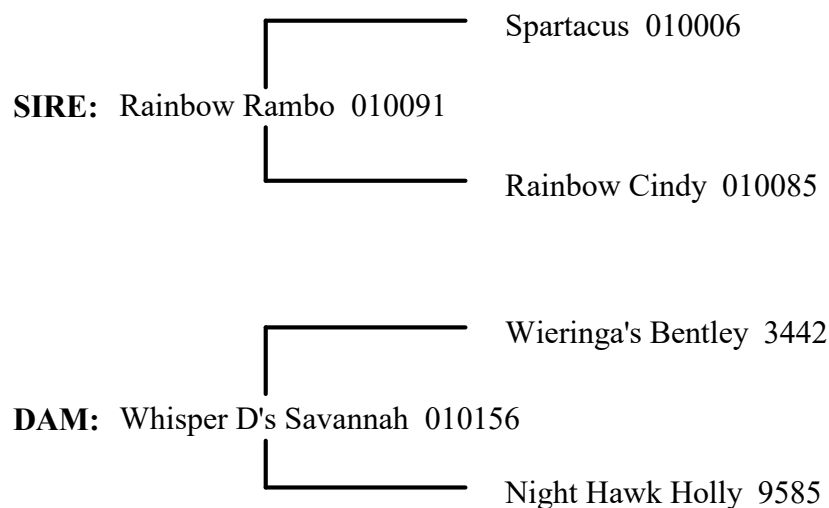 Spartacus 010006
SIRE: Rainbow Rambo 010091
Rainbow Cindy 010085
Wieringa's Bentley 3442
DAM: Whisper D's Savannah 010156
Night Hawk Holly 9585